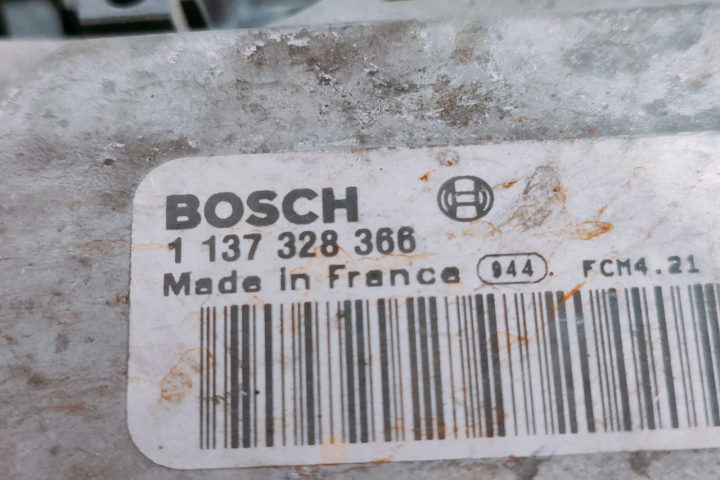 BOSCH
1 137 328 366
Made in France 944. FCM4.21